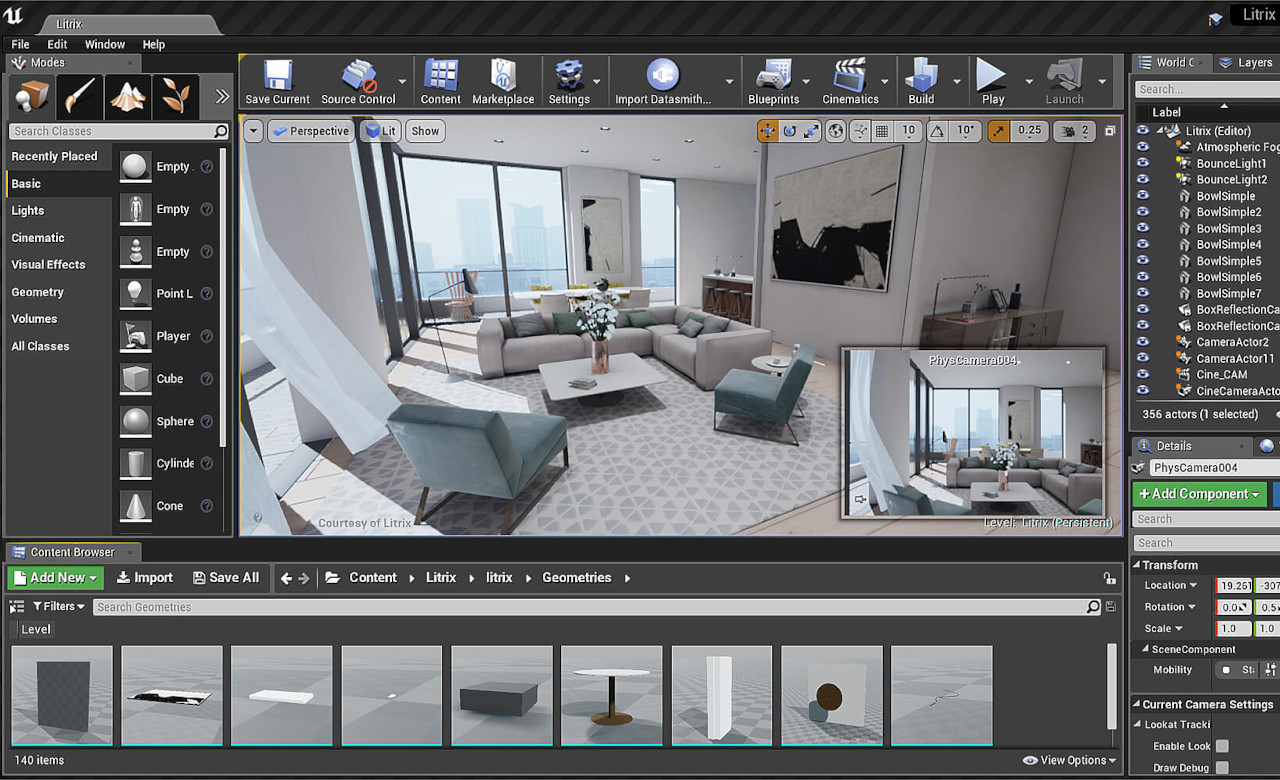 Litrix
Litrix
File Edit Window Help
Modes
World
Layers
Save Current
Source Control
Content
Marketplace
Settings
Import Datasmith...
Blueprints
Cinematics
Build
Play
Launch
Search Classes
Recently Placed
Basic
Lights
Cinematic
Visual Effects
Geometry
Volumes
All Classes
Empty
Empty
Empty
Point L
Player
Cube
Sphere
Cylinde
Cone
Perspective
Lit
Show
10
10°
0.25
2
PhysCamera004
Courtesy of Litrix
Level: Litrix (Persistent)
Search...
Label
Litrix (Editor)
Atmospheric Fog
BounceLight1
BounceLight2
BowlSimple
BowlSimple2
BowlSimple3
BowlSimple4
BowlSimple5
BowlSimple6
BowlSimple7
BoxReflectionCa
BoxReflectionCa
CameraActor2
CameraActor11
Cine_CAM
CineCameraActo
356 actors (1 selected)
Details
PhysCamera004
+Add Component
Search
Search
Transform
Location 19.261 -307
Rotation 0.0 0.5
Scale 1.0 1.0
SceneComponent
Mobility St
Current Camera Settings
Lookat Tracki
Enable Look
Draw Debug
Content Browser
Add New
Import
Save All
Content
Litrix
litrix
Geometries
Filters
Search Geometries
Level
140 items
View Options